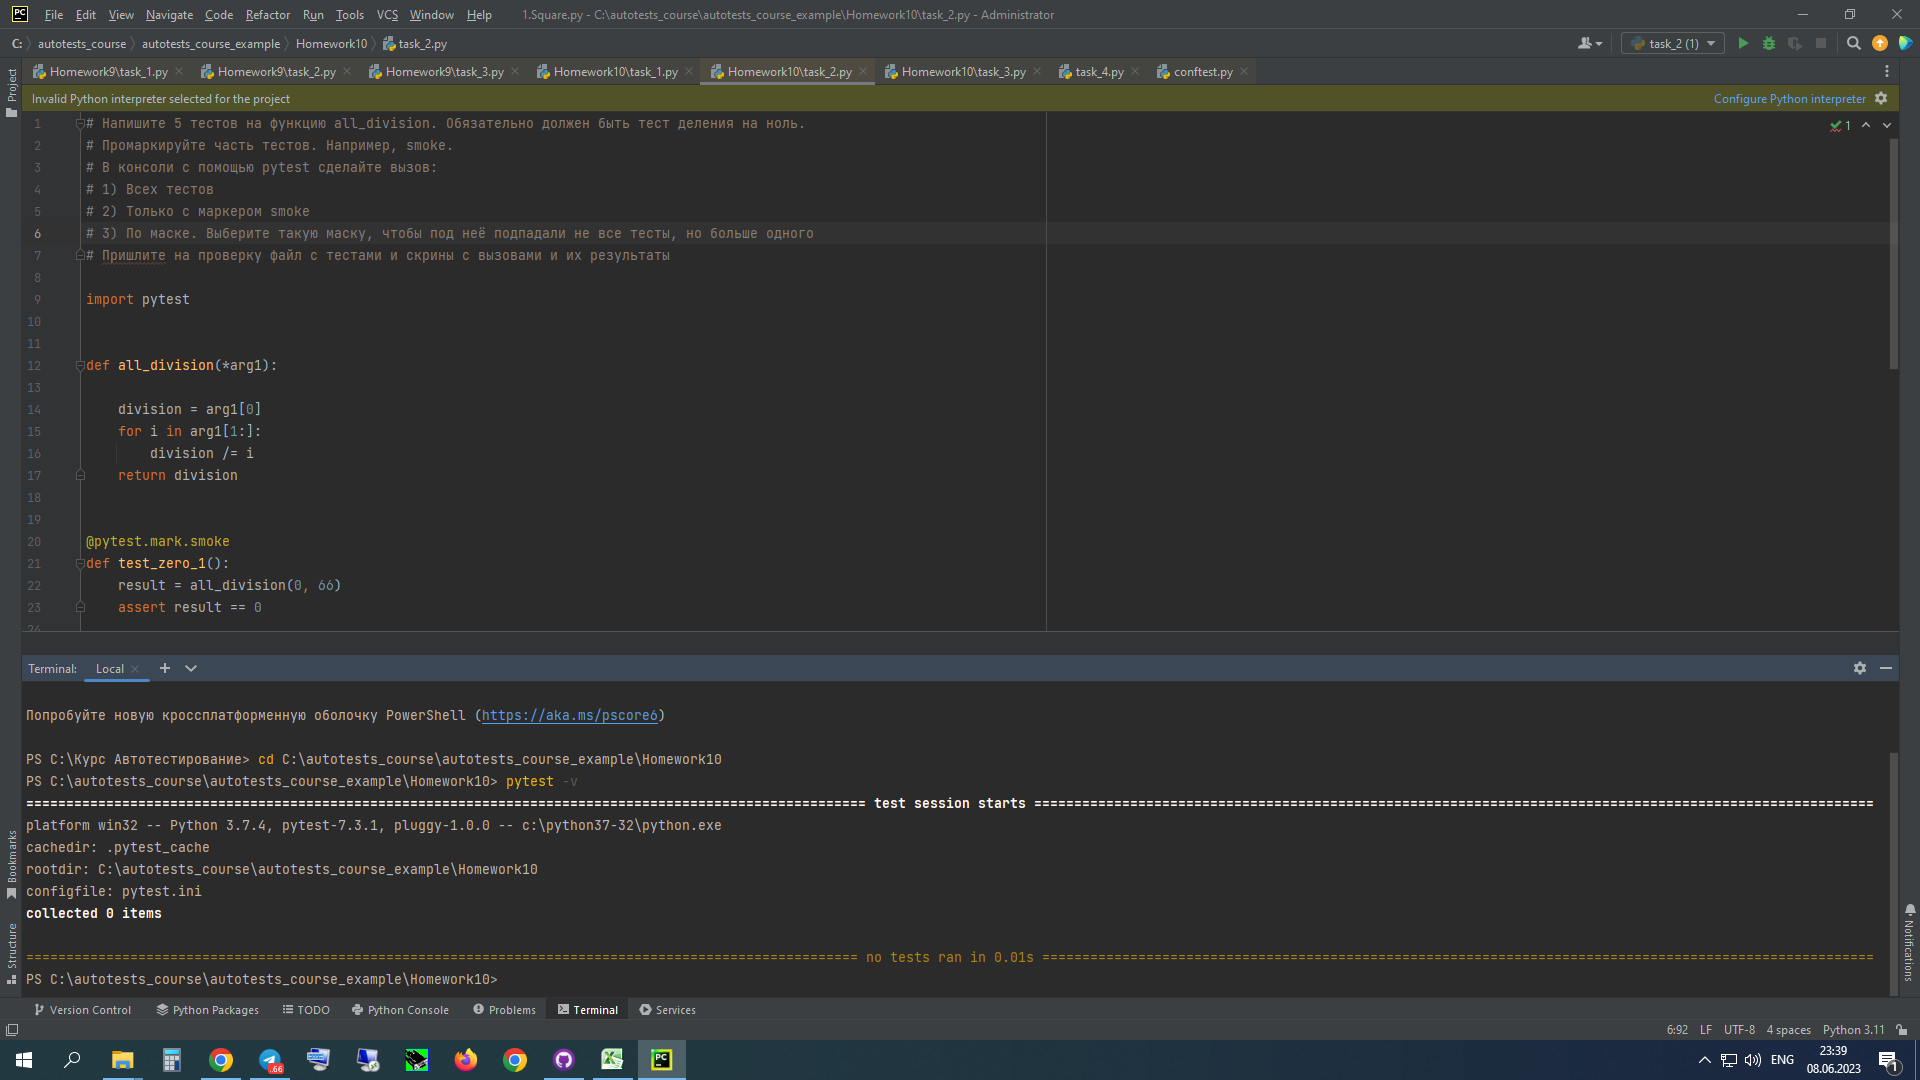 PC File Edit View Navigate Code Refactor Run Tools VCS Window Help 1.Square.py - C:\autotests_course\autotests_course_example\Homework10\task_2.py - Administrator
C: autotests_course autotests_course_example Homework10 task_2.py task_2 (1)
Homework9\task_1.py Homework9\task_2.py Homework9\task_3.py Homework10\task_1.py Homework10\task_2.py Homework10\task_3.py task_4.py conftest.py
Project
Invalid Python interpreter selected for the project Configure Python interpreter
1 # Напишите 5 тестов на функцию all_division. Обязательно должен быть тест деления на ноль. 1
2 # Промаркируйте часть тестов. Например, smoke.
3 # В консоли с помощью pytest сделайте вызов:
4 # 1) Всех тестов
5 # 2) Только с маркером smoke
6 # 3) По маске. Выберите такую маску, чтобы под неё подпадали не все тесты, но больше одного
7 # Пришлите на проверку файл с тестами и скрины с вызовами и их результаты
8
9 import pytest
10
11
12 def all_division(*arg1):
13
14 division = arg1[0]
15 for i in arg1[1:]:
16 division /= i
17 return division
18
19
20 @pytest.mark.smoke
21 def test_zero_1():
22 result = all_division(0, 66)
23 assert result == 0
24
Terminal: Local
Попробуйте новую кроссплатформенную оболочку PowerShell (https://aka.ms/pscore6)
PS C:\Курс Автотестирование> cd C:\autotests_course\autotests_course_example\Homework10
PS C:\autotests_course\autotests_course_example\Homework10> pytest -v
========================================================================================================= test session starts =========================================================================================================
platform win32 -- Python 3.7.4, pytest-7.3.1, pluggy-1.0.0 -- c:\python37-32\python.exe
cachedir: .pytest_cache
rootdir: C:\autotests_course\autotests_course_example\Homework10
configfile: pytest.ini
collected 0 items
======================================================================================================== no tests ran in 0.01s ========================================================================================================
PS C:\autotests_course\autotests_course_example\Homework10>
Bookmarks
Structure
Notifications
Version Control Python Packages TODO Python Console Problems Terminal Services
6:92 LF UTF-8 4 spaces Python 3.11
.66 PC ENG 23:39 1
08.06.2023